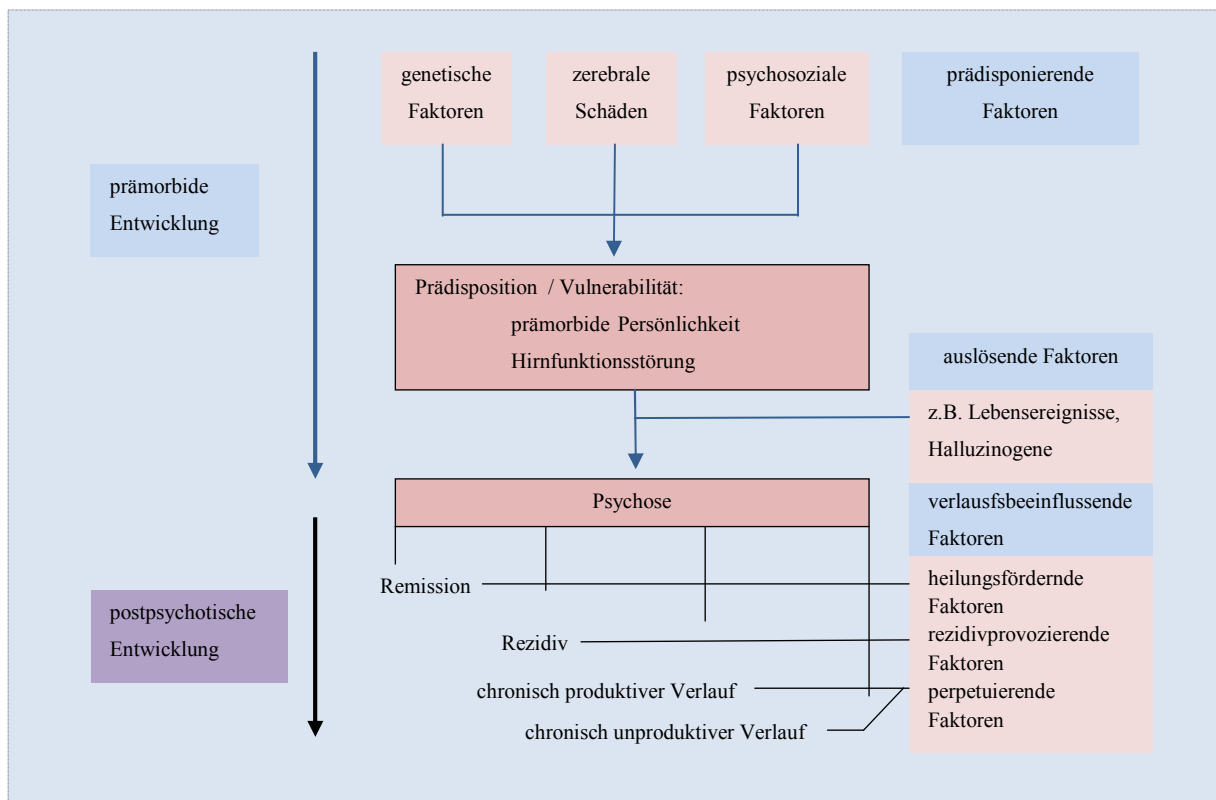 genetische
Faktoren
zerebrale
Schäden
psychosoziale
Faktoren
prädisponierende
Faktoren
prämorbide
Entwicklung
Prädisposition / Vulnerabilität:
prämorbide Persönlichkeit
Hirnfunktionsstörung
auslösende Faktoren
z.B. Lebensereignisse,
Halluzinogene
Psychose
verlausfsbeeinflussende
Faktoren
Remission
heilungsfördernde
Faktoren
postpsychotische
Entwicklung
Rezidiv
rezidivprovozierende
Faktoren
chronisch produktiver Verlauf
perpetuierende
Faktoren
chronisch unproduktiver Verlauf